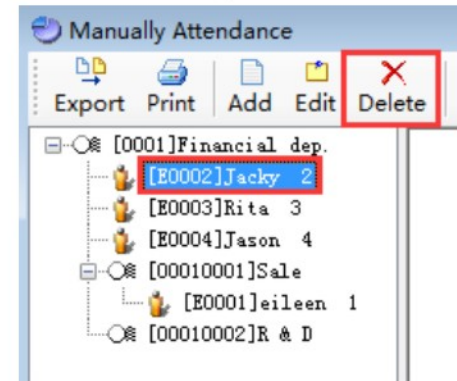 Manually Attendance
Export Print Add Edit Delete
[0001]Financial dep.
[E0002]Jacky 2
[E0003]Rita 3
[E0004]Jason 4
[00010001]Sale
[E0001]eileen 1
[00010002]R & D